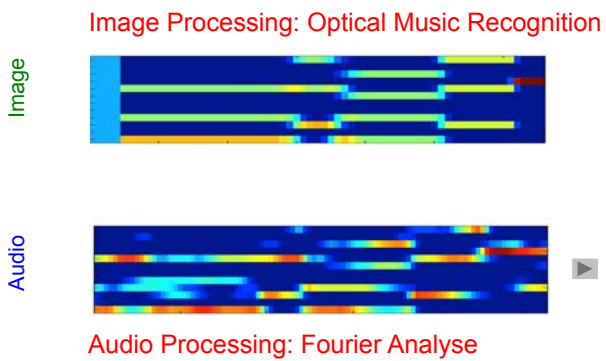 Image Processing: Optical Music Recognition
Image
Audio
Audio Processing: Fourier Analyse